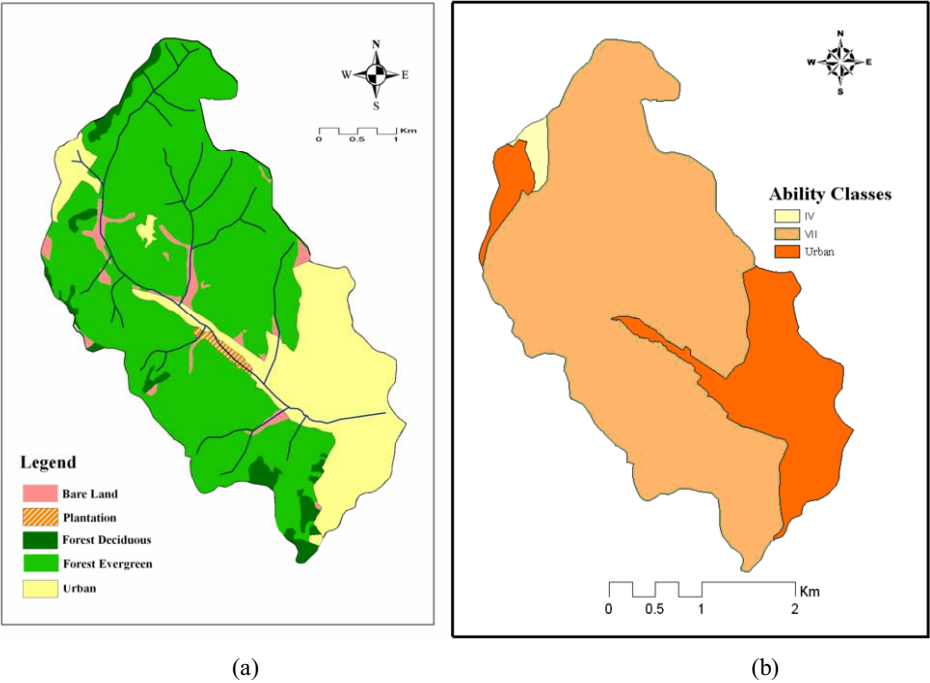 N
W E
S
Km
0 0.5 1
Legend
Bare Land
Plantation
Forest Deciduous
Forest Evergreen
Urban
(a)
N
W E
S
Ability Classes
IV
VII
Urban
Km
0 0.5 1 2
(b)